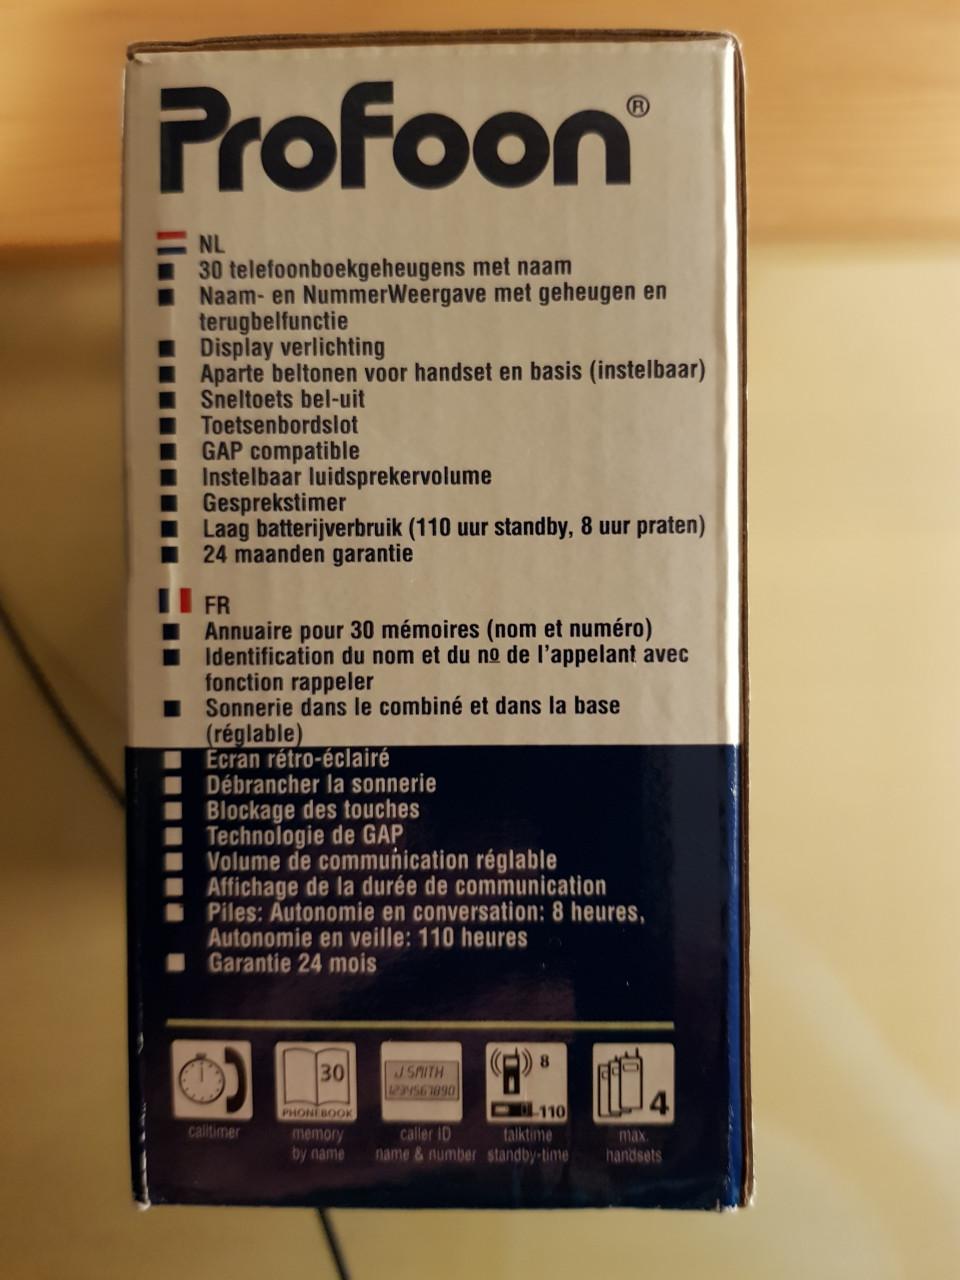 Profoon®
NL
30 telefoonboekgeheugens met naam
Naam- en NummerWeergave met geheugen en
terugbelfunctie
Display verlichting
Aparte beltonen voor handset en basis (instelbaar)
Sneltoets bel-uit
Toetsenbordslot
GAP compatible
Instelbaar luidsprekervolume
Gesprekstimer
Laag batterijverbruik (110 uur standby, 8 uur praten)
24 maanden garantie
FR
Annuaire pour 30 mémoires (nom et numéro)
Identification du nom et du nº de l'appelant avec
fonction rappeler
Sonnerie dans le combiné et dans la base
(réglable)
Ecran rétro-éclairé
Débrancher la sonnerie
Blockage des touches
Technologie de GAP
Volume de communication réglable
Affichage de la durée de communication
Piles: Autonomie en conversation: 8 heures,
Autonomie en veille: 110 heures
Garantie 24 mois
30
PHONEBOOK
J SMITH
1234567890
8
110
4
calltimer
memory
by name
caller ID
name & number
talktime
standby-time
max.
handsets